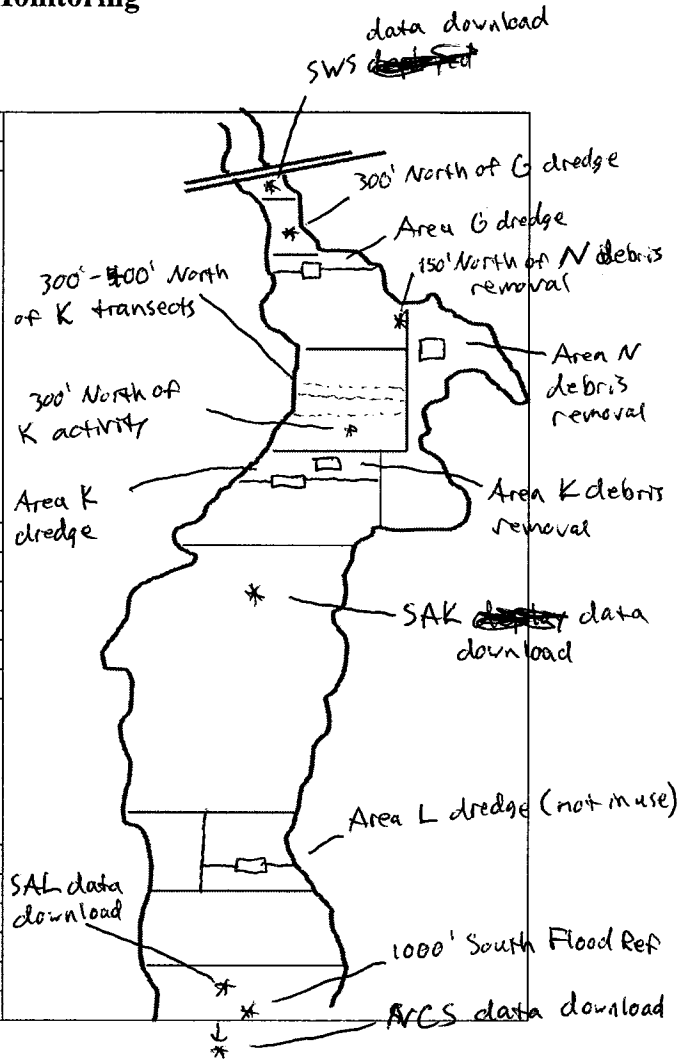 Monitoring
data download
SWS
300' North of G dredge
Area G dredge
150' North of N debris
removal
300'-400' North
of K transects
Area N
debris
removal
300' North of
K activity
Area K
dredge
Area K debris
removal
SAK data
download
Area L dredge (not in use)
SAL data
download
1000' South Flood Ref
data download